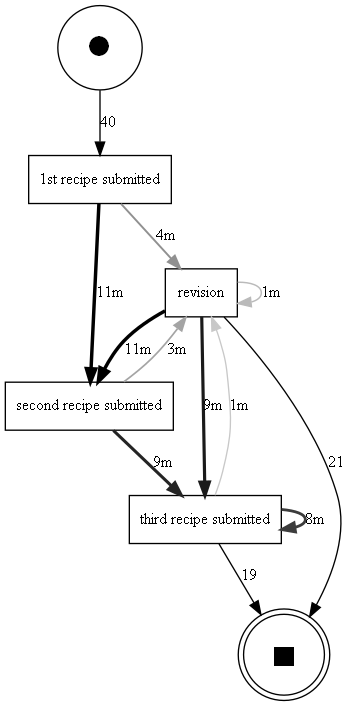 40
1st recipe submitted
4m
11m
revision
1m
11m
3m
second recipe submitted
9m
1m
9m
21
third recipe submitted
8m
19